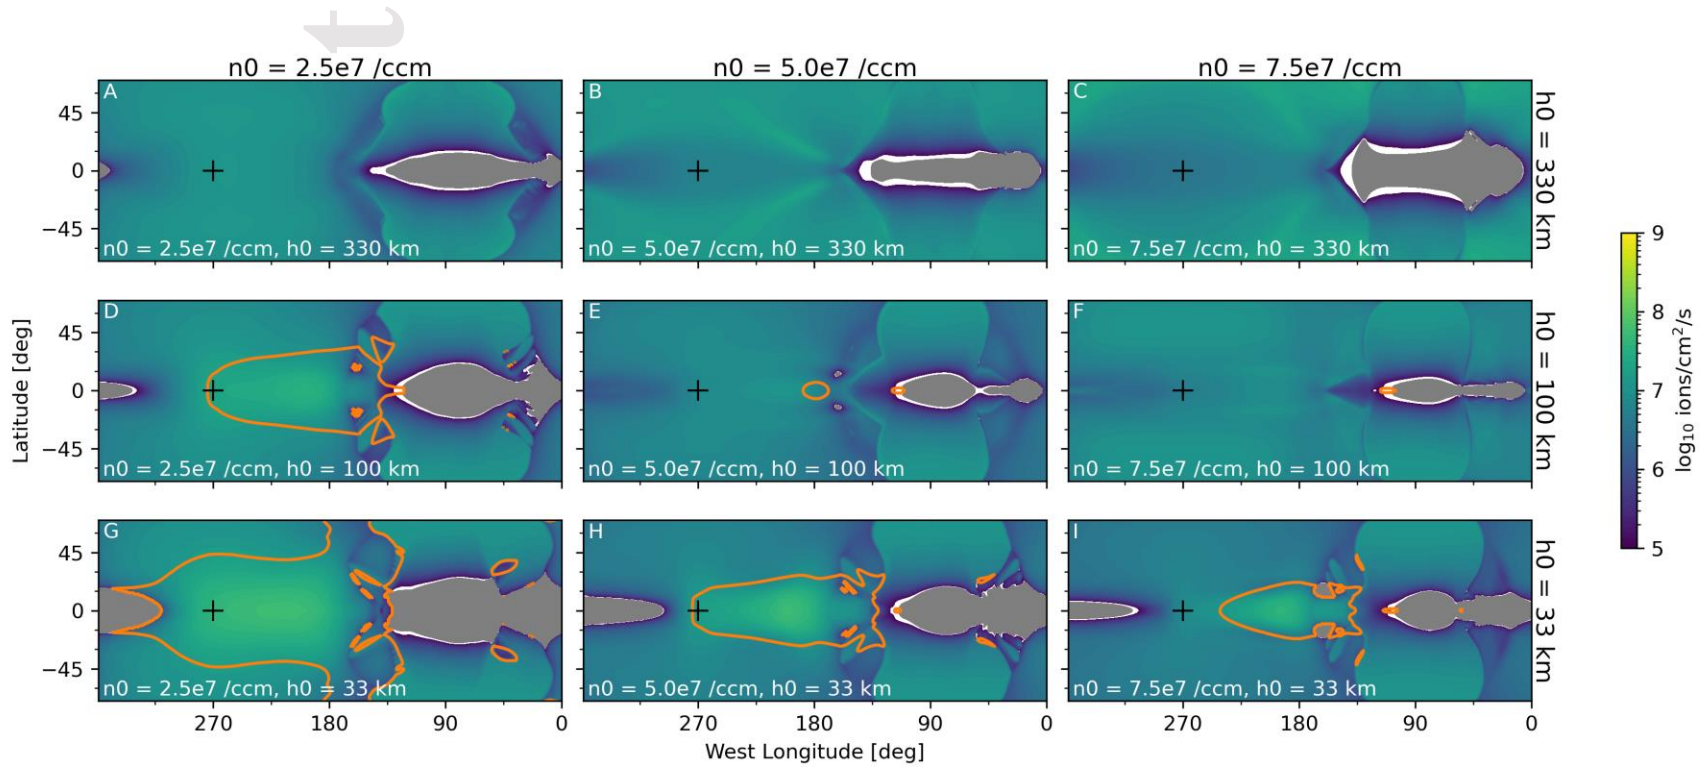 t
n0 = 2.5e7 /ccm
n0 = 5.0e7 /ccm
n0 = 7.5e7 /ccm
A
n0 = 2.5e7 /ccm, h0 = 330 km
B
n0 = 5.0e7 /ccm, h0 = 330 km
C
n0 = 7.5e7 /ccm, h0 = 330 km
h0 = 330 km
45
0
−45
D
n0 = 2.5e7 /ccm, h0 = 100 km
E
n0 = 5.0e7 /ccm, h0 = 100 km
F
n0 = 7.5e7 /ccm, h0 = 100 km
h0 = 100 km
45
0
−45
Latitude [deg]
G
n0 = 2.5e7 /ccm, h0 = 33 km
H
n0 = 5.0e7 /ccm, h0 = 33 km
I
n0 = 7.5e7 /ccm, h0 = 33 km
h0 = 33 km
45
0
−45
270 180 90 0
270 180 90 0
270 180 90 0
West Longitude [deg]
9
8
7
6
5
log₁₀ ions/cm²/s